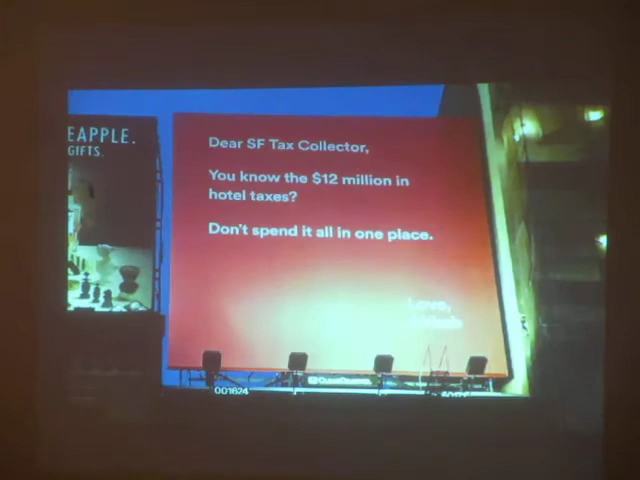 EAPPLE.
GIFTS.
Dear SF Tax Collector,
You know the $12 million in
hotel taxes?
Don't spend it all in one place.
Love,
001624